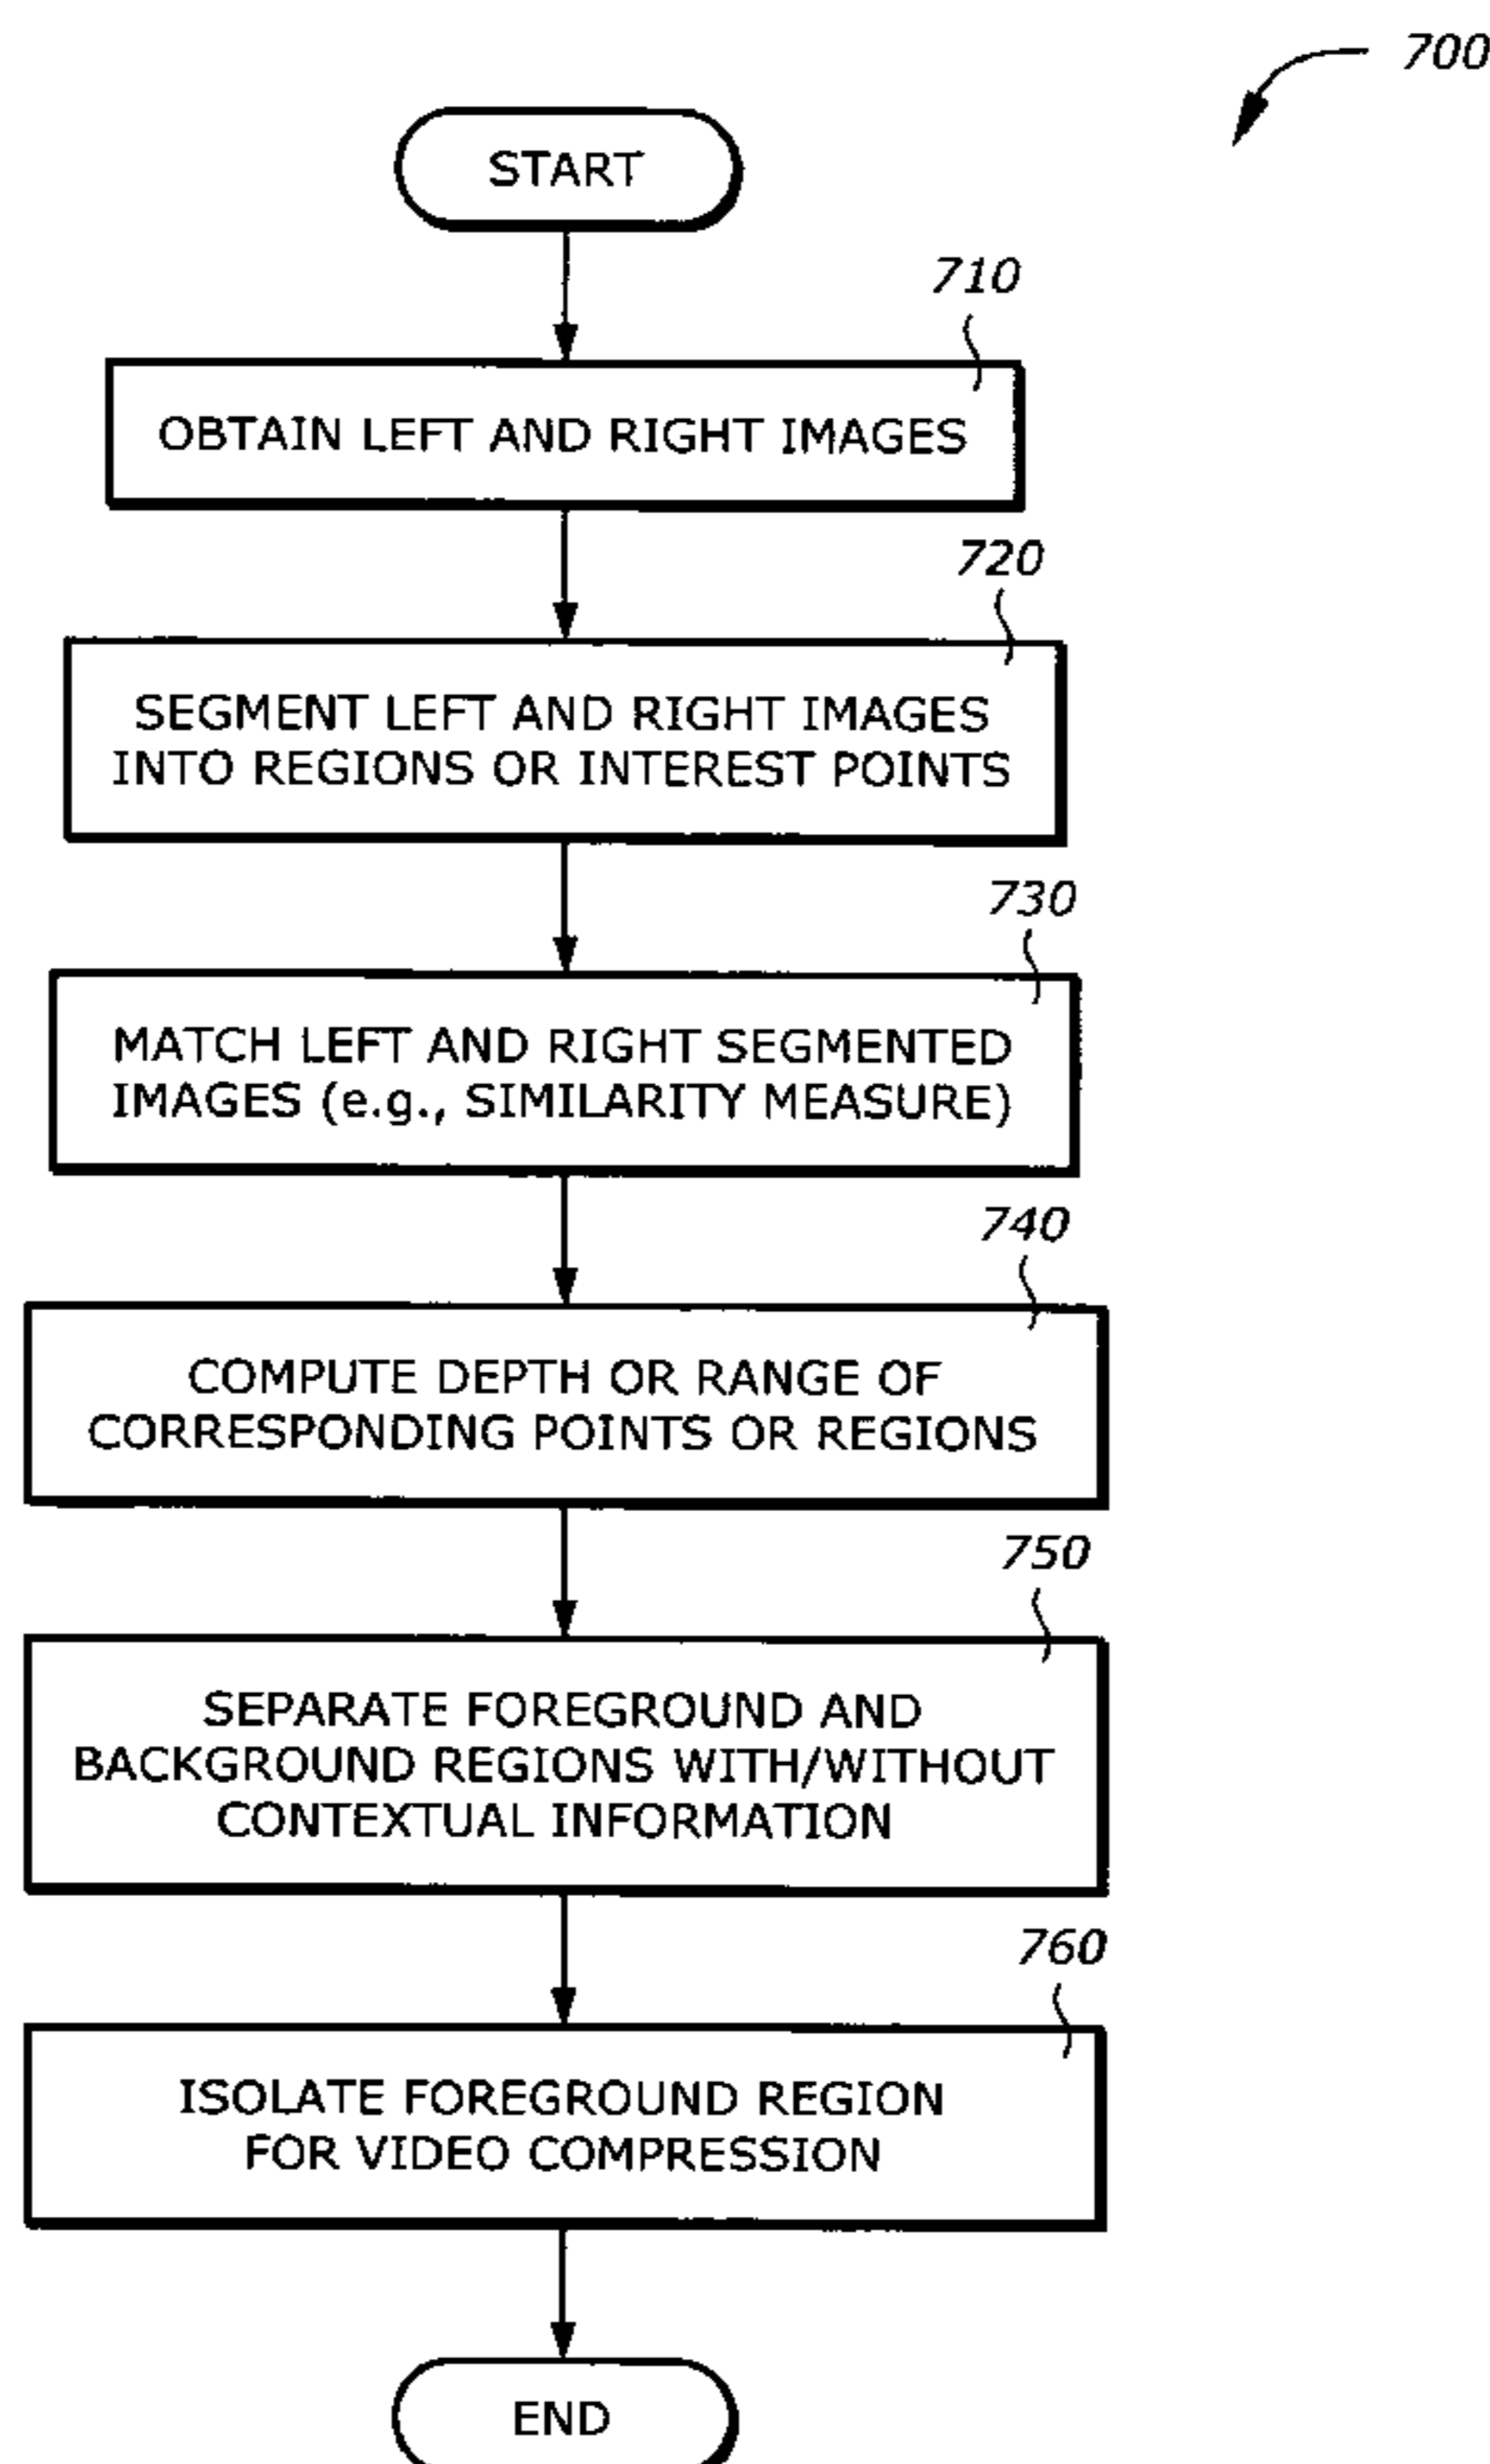 700
START
710
OBTAIN LEFT AND RIGHT IMAGES
720
SEGMENT LEFT AND RIGHT IMAGES
INTO REGIONS OR INTEREST POINTS
730
MATCH LEFT AND RIGHT SEGMENTED
IMAGES (e.g., SIMILARITY MEASURE)
740
COMPUTE DEPTH OR RANGE OF
CORRESPONDING POINTS OR REGIONS
750
SEPARATE FOREGROUND AND
BACKGROUND REGIONS WITH/WITHOUT
CONTEXTUAL INFORMATION
760
ISOLATE FOREGROUND REGION
FOR VIDEO COMPRESSION
END